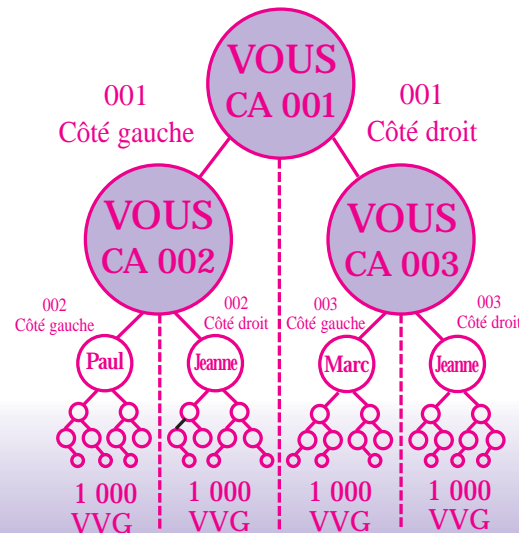 VOUS
CA 001
001
Côté gauche
001
Côté droit
VOUS
CA 002
VOUS
CA 003
002
Côté gauche
002
Côté droit
003
Côté gauche
003
Côté droit
Paul
Jeanne
Marc
Jeanne
1 000
VVG
1 000
VVG
1 000
VVG
1 000
VVG